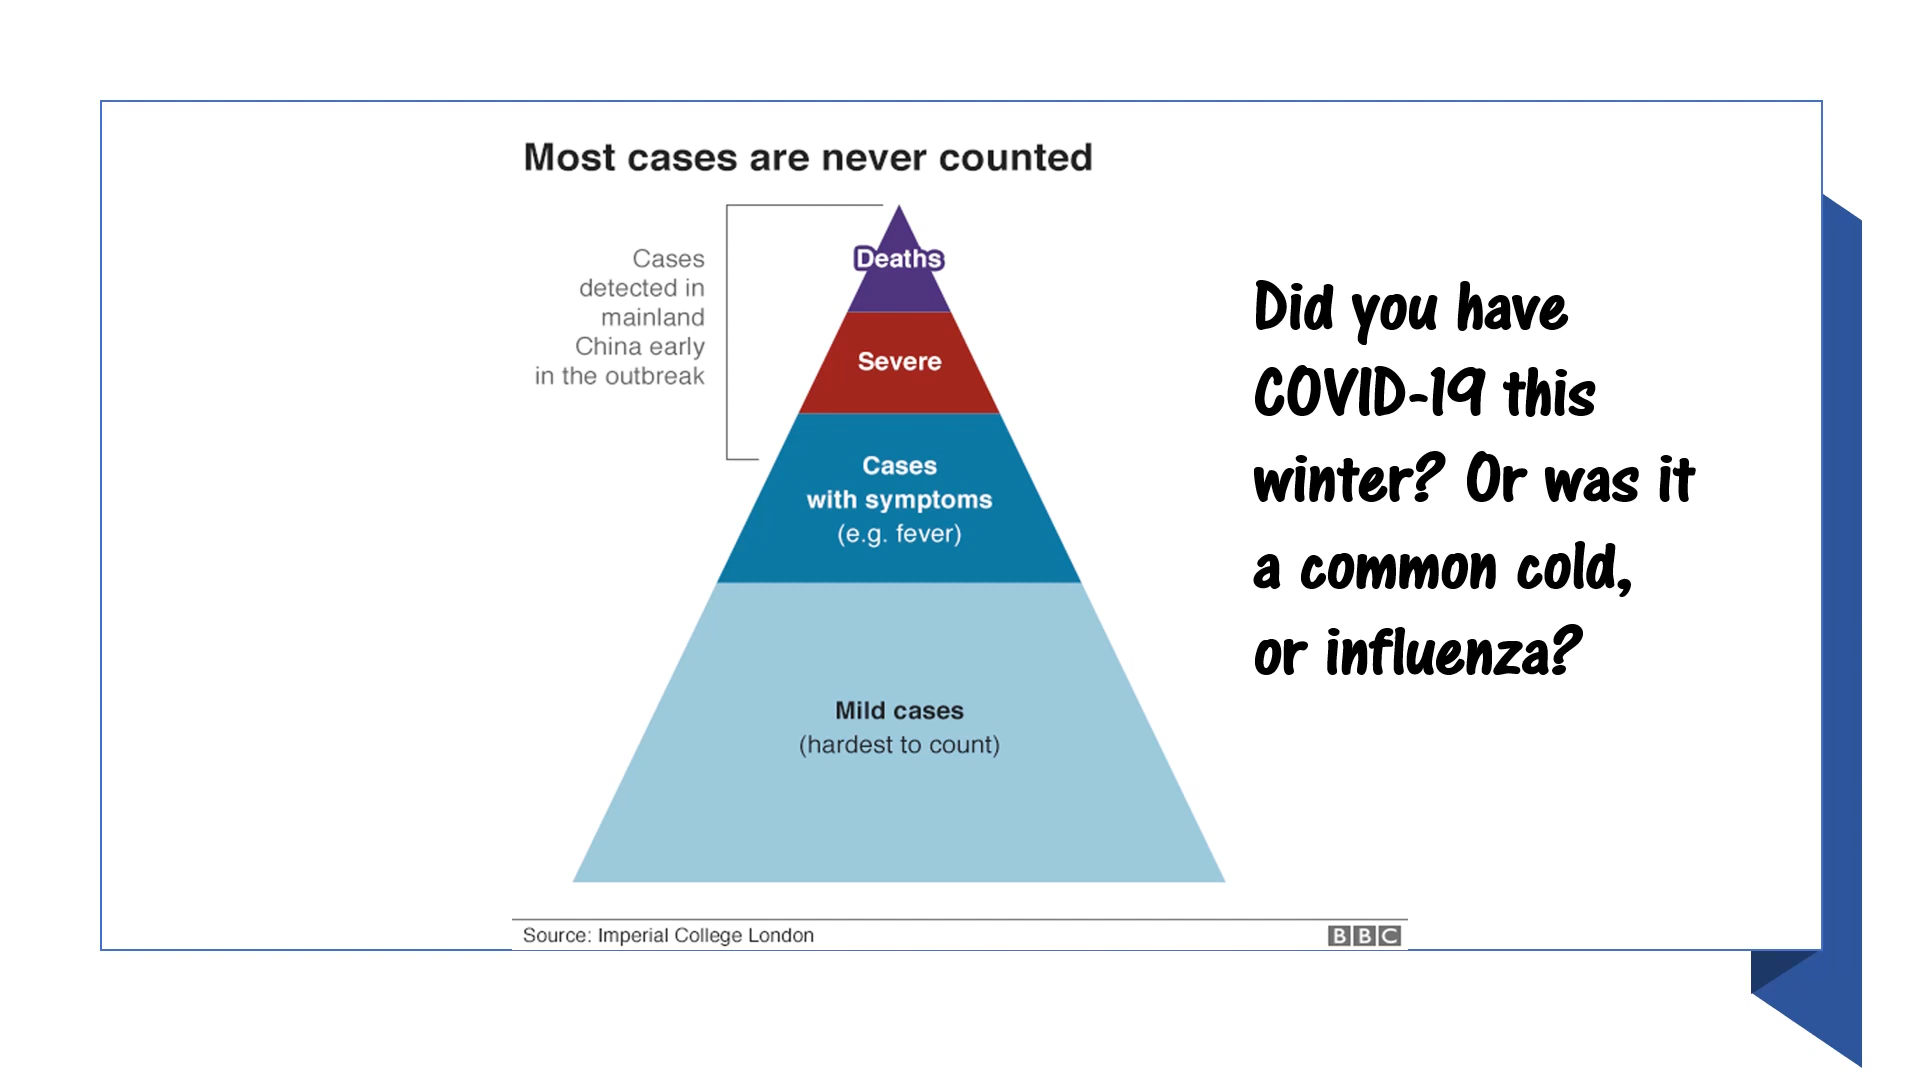 Most cases are never counted
Cases
detected in
mainland
China early
in the outbreak
Deaths
Severe
Cases
with symptoms
(e.g. fever)
Mild cases
(hardest to count)
Source: Imperial College London
BBC
Did you have
COVID-19 this
winter? Or was it
a common cold,
or influenza?